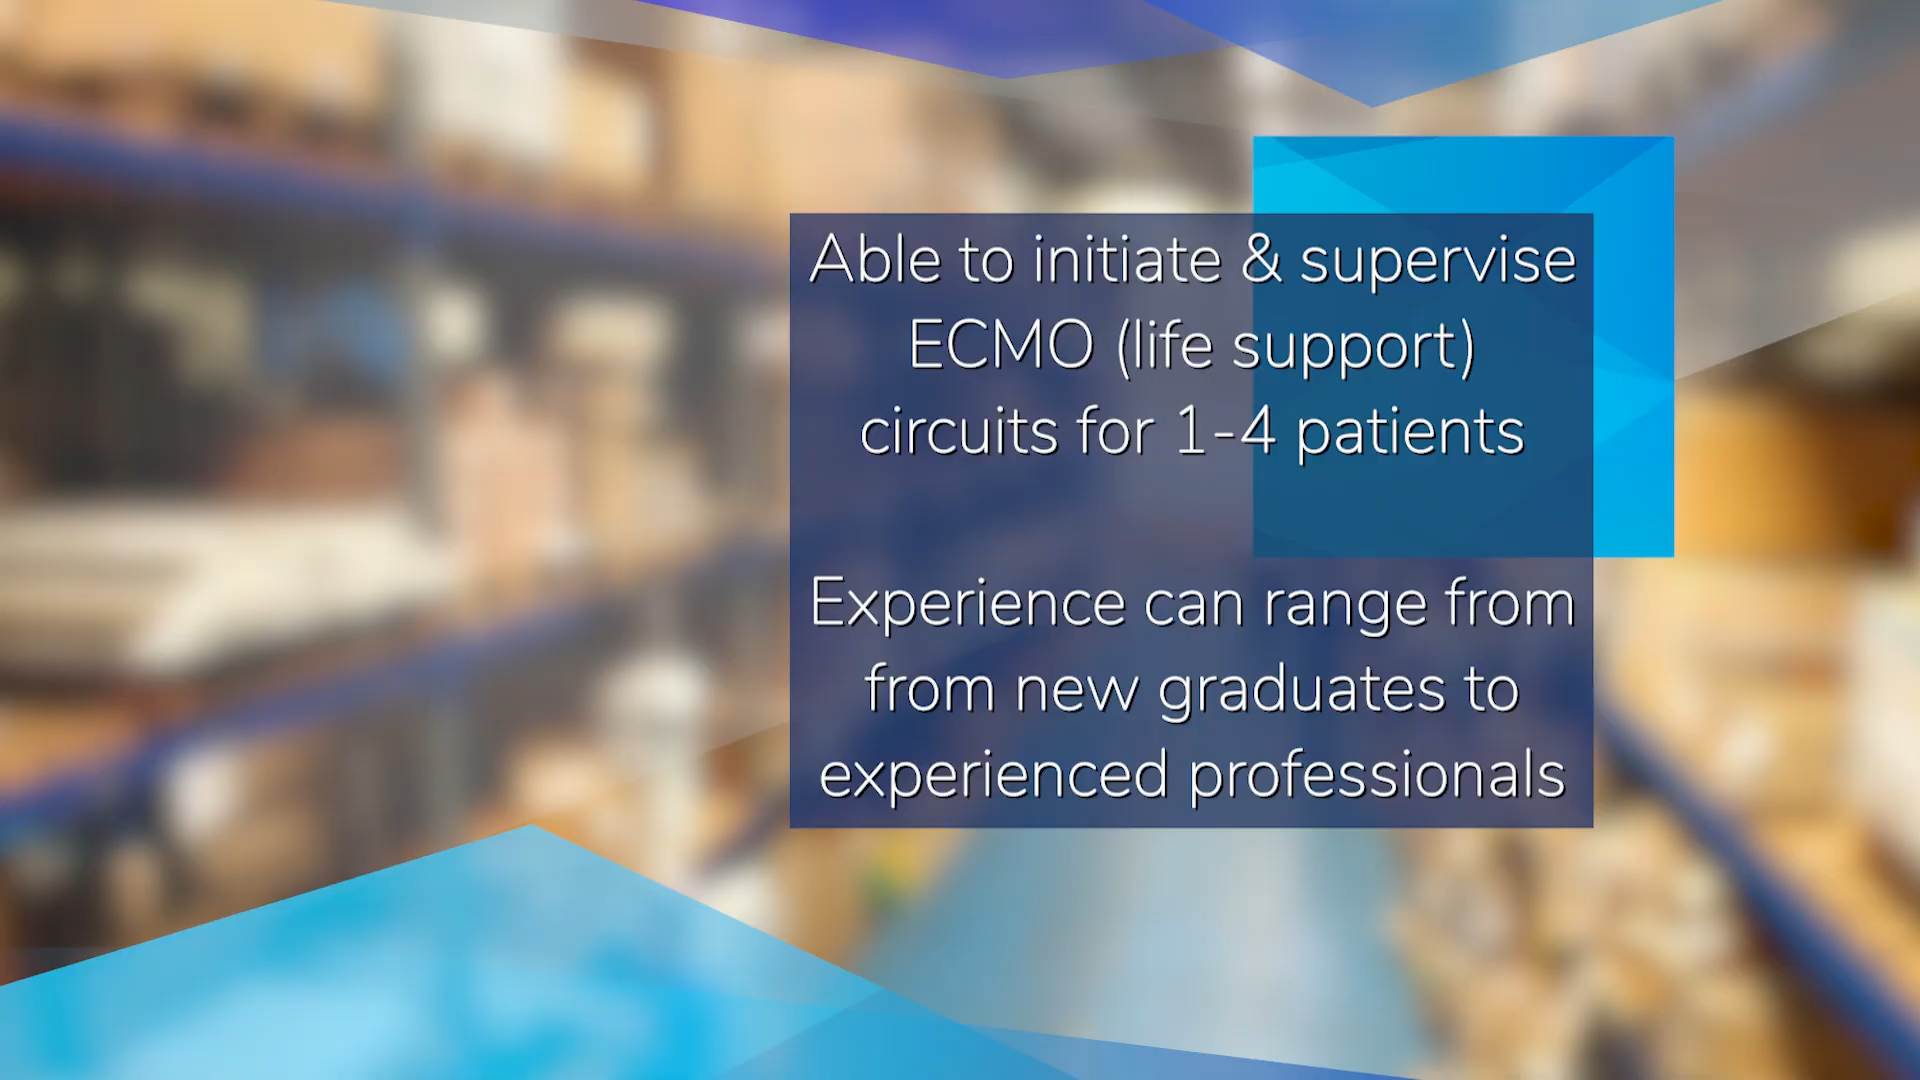 Able to initiate & supervise
ECMO (life support)
circuits for 1-4 patients
Experience can range from
from new graduates to
experienced professionals